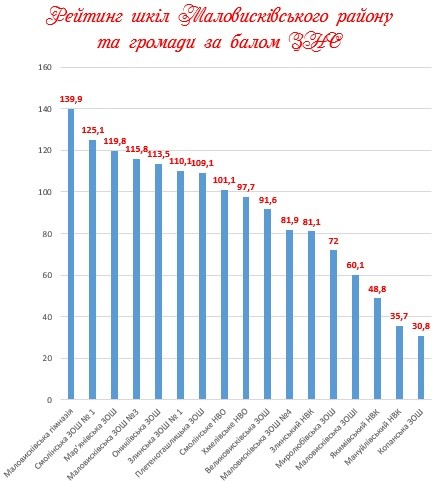 Рейтинг шкіл Маловисківського району
та громади за балом ЗНО
160
140
120
100
80
60
40
20
0
139,9
125,1
119,8
115,8
113,5
110,1
109,1
101,1
97,7
91,6
81,9
81,1
72
60,1
48,8
35,7
30,8
Маловисківська гімназія
Смолінська ЗОШ № 1
Мар'янівська ЗОШ
Маловисківська ЗОШ №3
Оникіївська ЗОШ
Злинська ЗОШ № 1
Плетеноташлицька ЗОШ
Смолінське НВО
Хмелівське НВО
Великовисківська ЗОШ
Маловисківська ЗОШ №4
Злинський НВК
Миролюбівська ЗОШ
Маловисківська ЗОШІ
Якимівський НВК
Мануйлівський НВК
Копанська ЗОШ